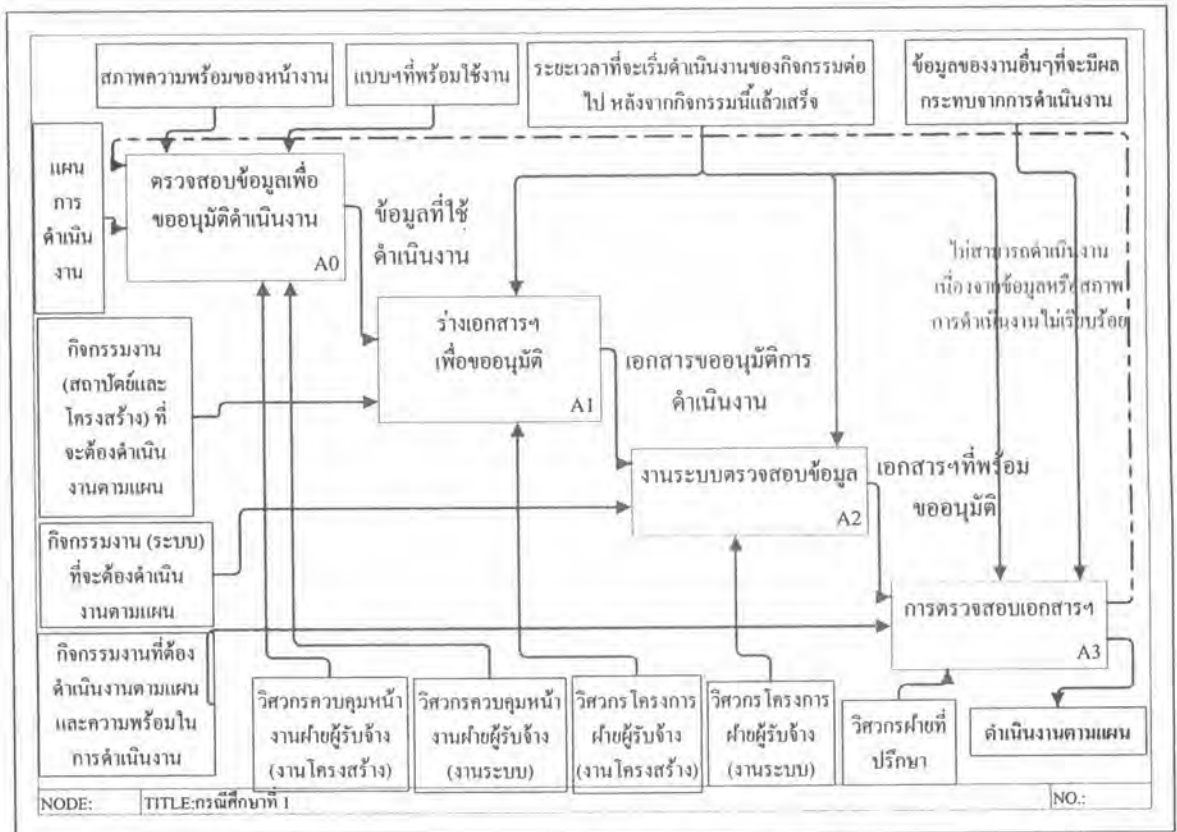 สภาพความพร้อมของหน้างาน
แบบฯที่พร้อมใช้งาน
ระยะเวลาที่จะเริ่มดำเนินงานของกิจกรรมต่อ
ไป หลังจากกิจกรรมนี้แล้วเสร็จ
ข้อมูลของงานอื่นๆที่จะมีผล
กระทบจากการดำเนินงาน
แผน
การ
ดำเนิน
งาน
ตรวจสอบข้อมูลเพื่อ
ขออนุมัติดำเนินงาน
A0
ข้อมูลที่ใช้
ดำเนินงาน
ไม่สามารถดำเนินงาน
เนื่องจากข้อมูลหรือสภาพ
การดำเนินงานไม่เรียบร้อย
ร่างเอกสารฯ
เพื่อขออนุมัติ
A1
กิจกรรมงาน
(สถาปัตย์และ
โครงสร้าง) ที่
จะต้องดำเนิน
งานตามแผน
เอกสารขออนุมัติการ
ดำเนินงาน
งานระบบตรวจสอบข้อมูล
A2
เอกสารฯที่พร้อม
ขออนุมัติ
กิจกรรมงาน (ระบบ)
ที่จะต้องดำเนิน
งานตามแผน
การตรวจสอบเอกสารฯ
A3
กิจกรรมงานที่ต้อง
ดำเนินงานตามแผน
และความพร้อมใน
การดำเนินงาน
วิศวกรควบคุมหน้า
งานฝ่ายผู้รับจ้าง
(งานโครงสร้าง)
วิศวกรควบคุมหน้า
งานฝ่ายผู้รับจ้าง
(งานระบบ)
วิศวกรโครงการ
ฝ่ายผู้รับจ้าง
(งานโครงสร้าง)
วิศวกรโครงการ
ฝ่ายผู้รับจ้าง
(งานระบบ)
วิศวกรฝ่ายที่
ปรึกษา
ดำเนินงานตามแผน
NODE:
TITLE:กรณีศึกษาที่ 1
NO.: